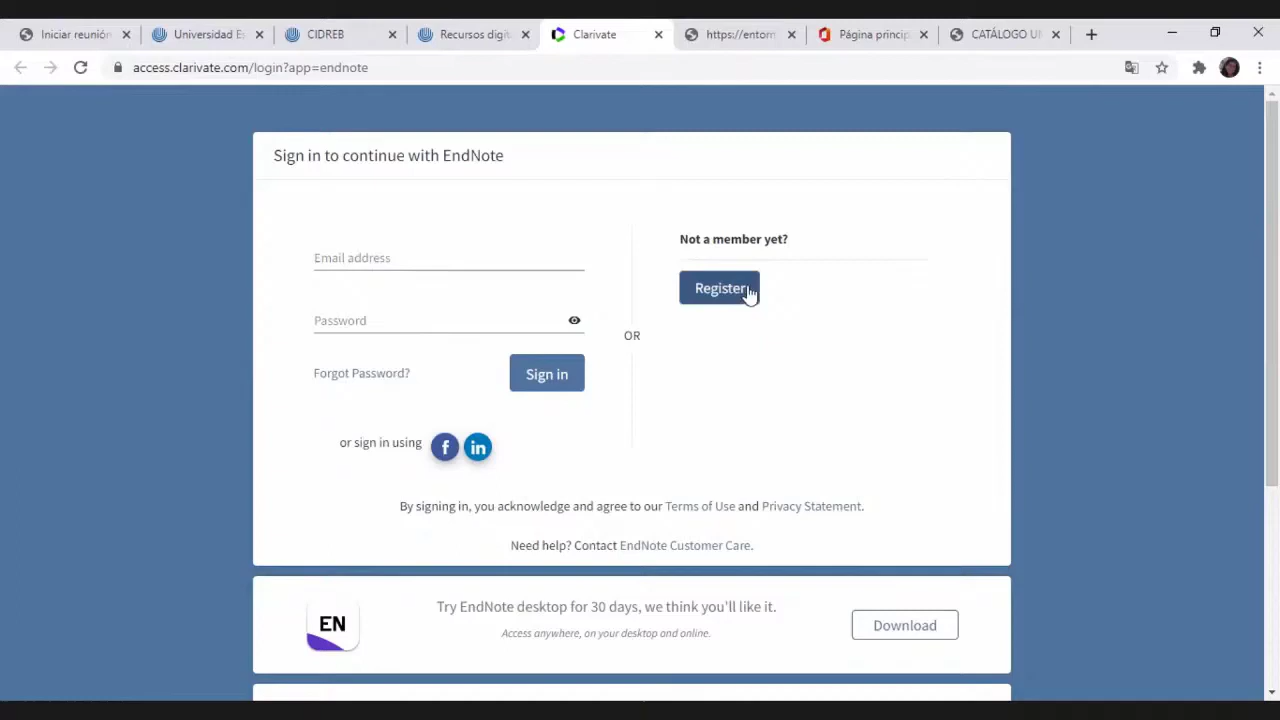 Iniciar reunión
Universidad Es
CIDREB
Recursos digit
Clarivate
https://entorn
Página princip
CATÁLOGO UN
access.clarivate.com/login?app=endnote
Sign in to continue with EndNote
Email address
Password
Forgot Password?
Sign in
or sign in using
f
in
OR
Not a member yet?
Register
By signing in, you acknowledge and agree to our Terms of Use and Privacy Statement.
Need help? Contact EndNote Customer Care.
EN
Try EndNote desktop for 30 days, we think you'll like it.
Access anywhere, on your desktop and online.
Download